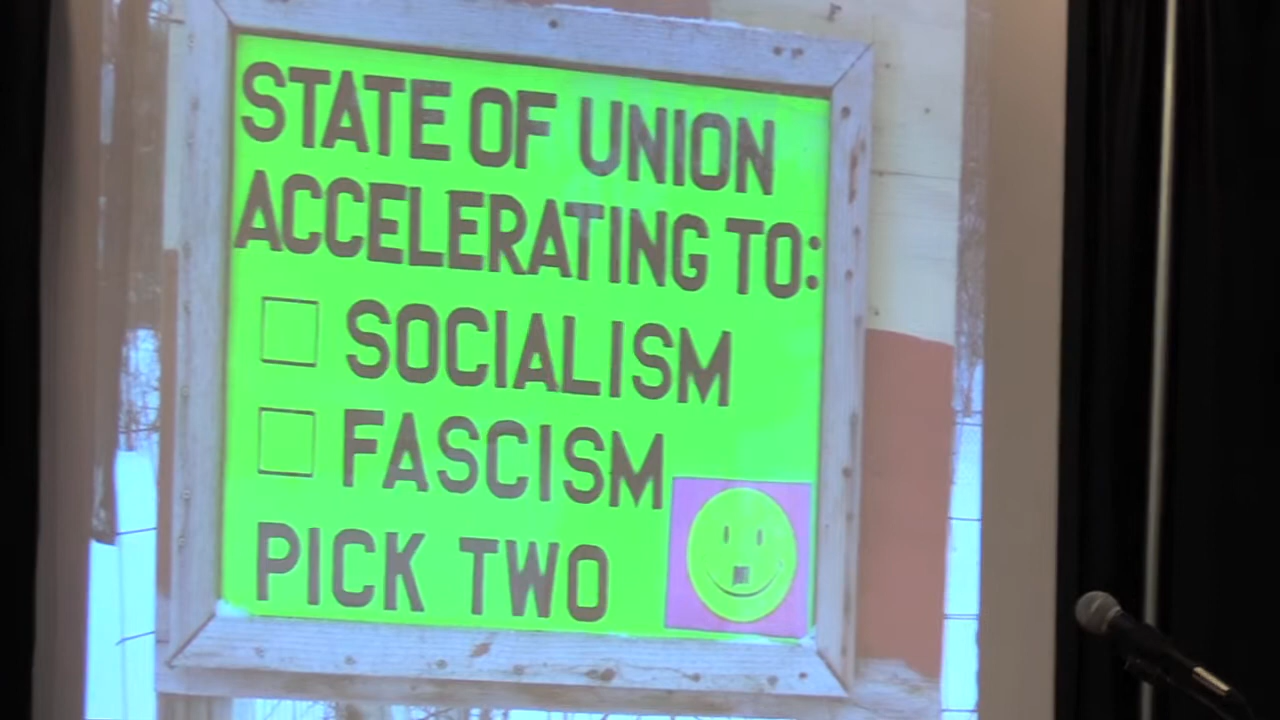 STATE OF UNION
ACCELERATING TO:
SOCIALISM
FASCISM
PICK TWO